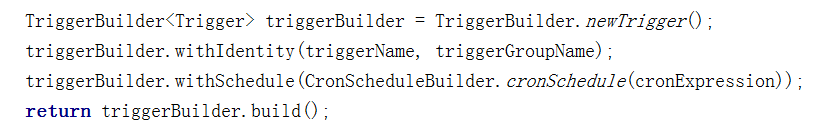 TriggerBuilder<Trigger> triggerBuilder = TriggerBuilder.newTrigger();
triggerBuilder.withIdentity(triggerName, triggerGroupName);
triggerBuilder.withSchedule(CronScheduleBuilder.cronSchedule(cronExpression));
return triggerBuilder.build();